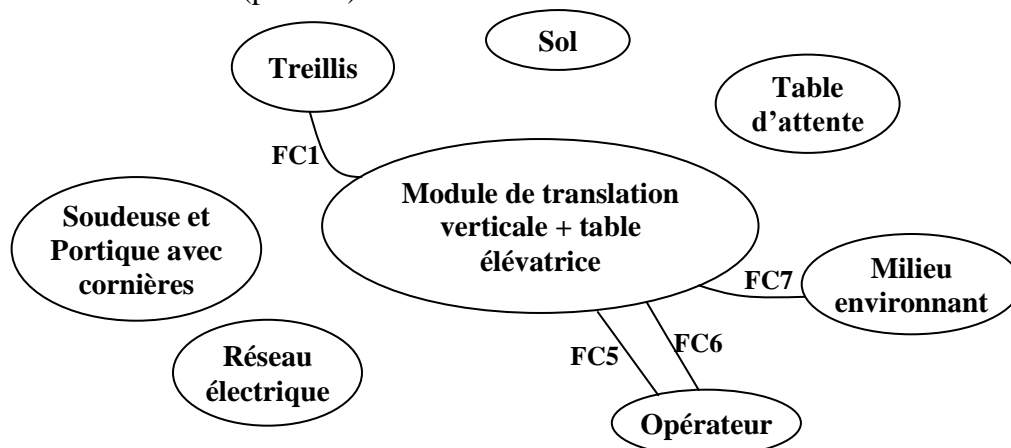 Sol
Treillis
Table
d'attente
FC1
Module de translation
verticale + table
élévatrice
Soudeuse et
Portique avec
cornières
FC7
Milieu
environnant
FC5
FC6
Réseau
électrique
Opérateur